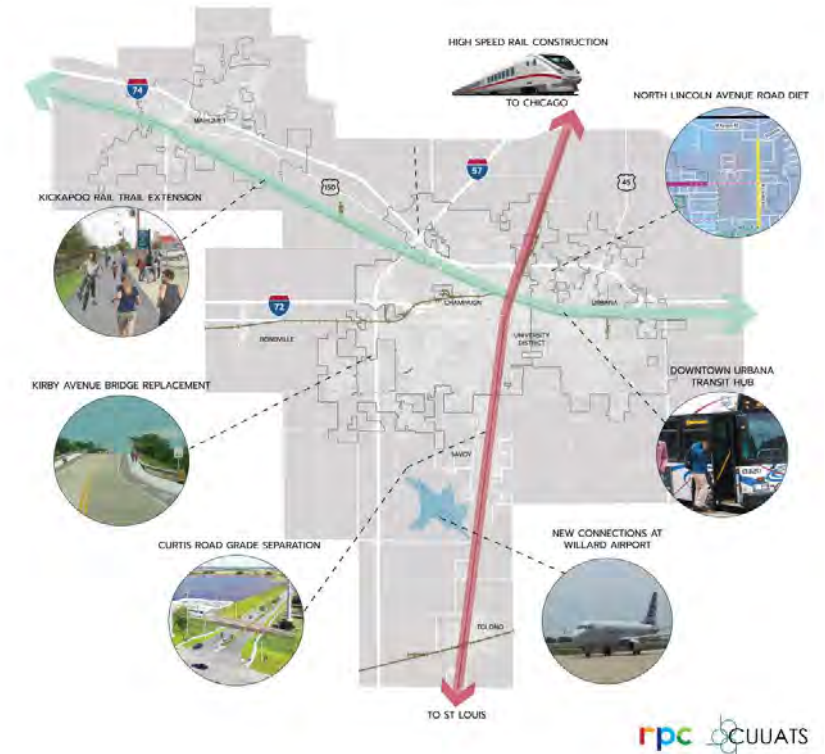 HIGH SPEED RAIL CONSTRUCTION
TO CHICAGO
NORTH LINCOLN AVENUE ROAD DIET
74
MAHOMET
57
150
45
KICKAPOO RAIL TRAIL EXTENSION
72
CHAMPAIGN
URBANA
BONDVILLE
UNIVERSITY
DISTRICT
DOWNTOWN URBANA
TRANSIT HUB
KIRBY AVENUE BRIDGE REPLACEMENT
SAVOY
CURTIS ROAD GRADE SEPARATION
NEW CONNECTIONS AT
WILLARD AIRPORT
TOLONO
TO ST LOUIS
rpc
CUUATS